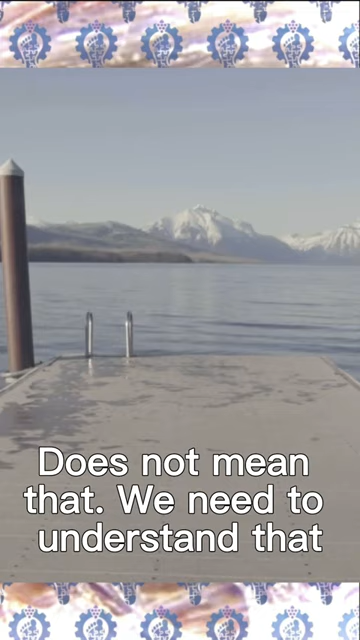 Does not mean
that. We need to
understand that